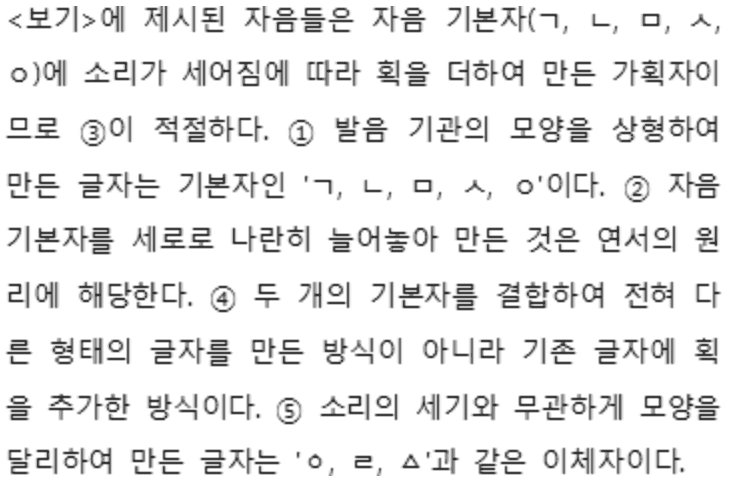 <보기>에 제시된 자음들은 자음 기본자(ㄱ, ㄴ, ㅁ, ㅅ,
ㅇ)에 소리가 세어짐에 따라 획을 더하여 만든 가획자이
므로 ③이 적절하다. ① 발음 기관의 모양을 상형하여
만든 글자는 기본자인 'ㄱ, ㄴ, ㅁ, ㅅ, ㅇ'이다. ② 자음
기본자를 세로로 나란히 늘어놓아 만든 것은 연서의 원
리에 해당한다. ④ 두 개의 기본자를 결합하여 전혀 다
른 형태의 글자를 만든 방식이 아니라 기존 글자에 획
을 추가한 방식이다. ⑤ 소리의 세기와 무관하게 모양을
달리하여 만든 글자는 'ㆁ, ㄹ, ㅿ'과 같은 이체자이다.